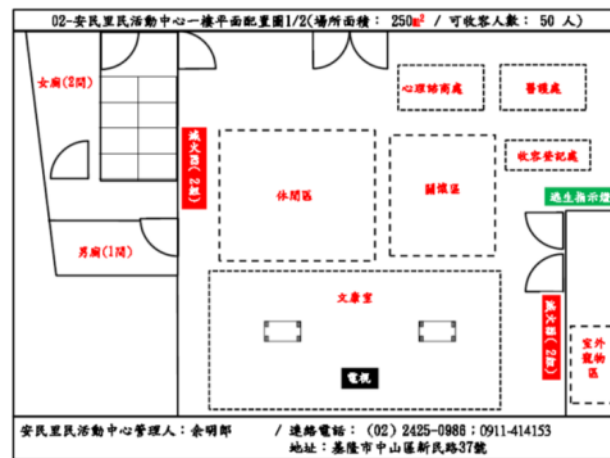 02-安民里民活動中心一樓平面配置圖1/2(場所面積： 250m² / 可收容人數： 50 人)
女廁(2間)
心理諮商處
醫療處
滅火器(2瓶)
收容登記處
休閒區
關懷區
逃生指示燈
男廁(1間)
文康室
滅火器(2瓶)
室外
寵物
區
電視
安民里民活動中心管理人：余明郎 / 連絡電話： (02) 2425-0986；0911-414153
地址：基隆市中山區新民路37號